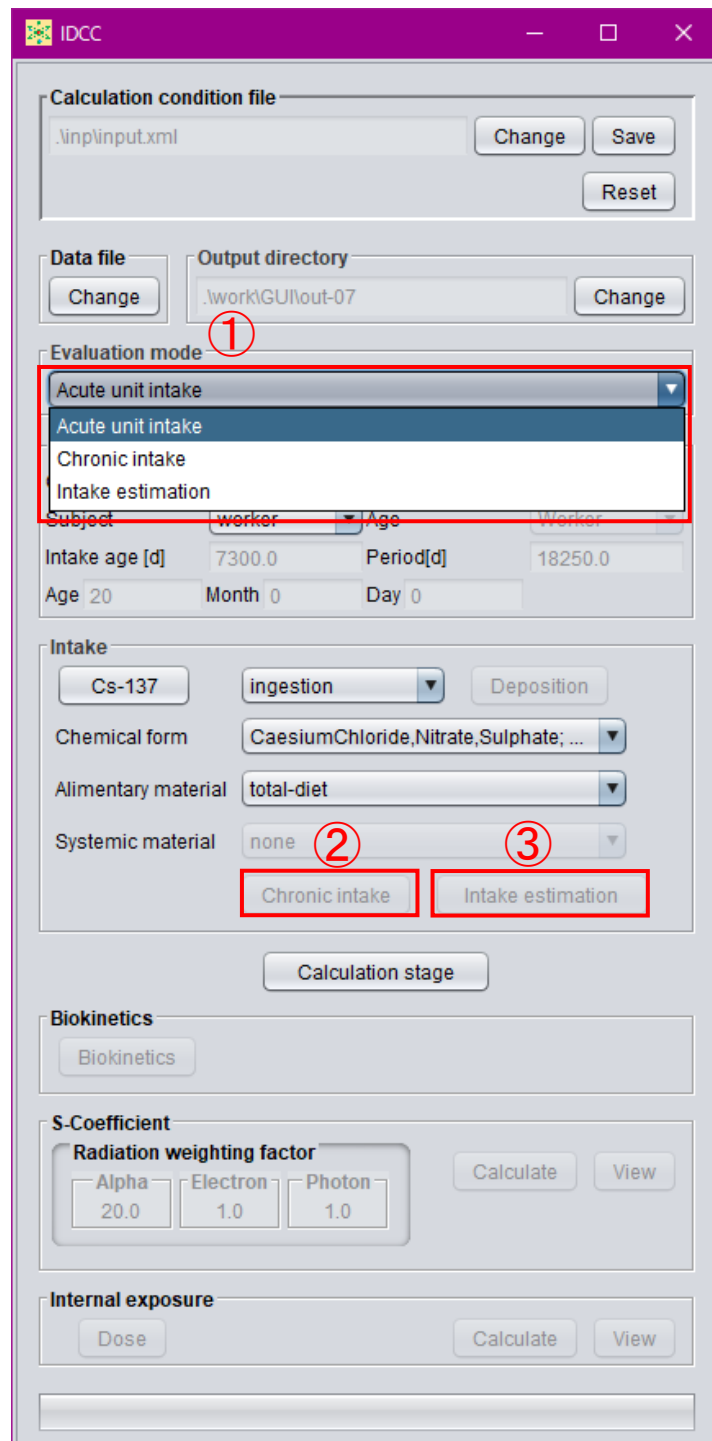 IDCC
Calculation condition file
.\inp\input.xml Change Save
Reset
Data file Output directory
Change .\work\GUI\out-07 Change
①
Evaluation mode
Acute unit intake
Acute unit intake
Chronic intake
Intake estimation
Subject worker Age Worker
Intake age [d] 7300.0 Period[d] 18250.0
Age 20 Month 0 Day 0
Intake
Cs-137 ingestion Deposition
Chemical form CaesiumChloride,Nitrate,Sulphate; ...
Alimentary material total-diet
Systemic material none
② ③
Chronic intake Intake estimation
Calculation stage
Biokinetics
Biokinetics
S-Coefficient
Radiation weighting factor
Alpha Electron Photon Calculate View
20.0 1.0 1.0
Internal exposure
Dose Calculate View